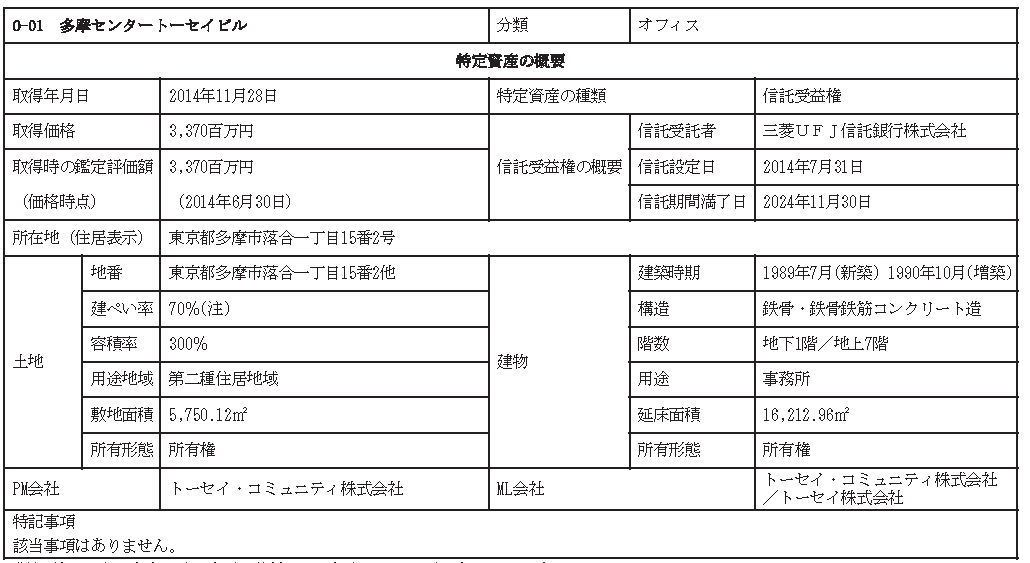 O-01 多摩センタートーセイビル 分類 オフィス
特定資産の概要
取得年月日 2014年11月28日 特定資産の種類 信託受益権
取得価格 3,370百万円 信託受益権の概要 信託受託者 三菱UFJ信託銀行株式会社
取得時の鑑定評価額 3,370百万円 信託設定日 2014年7月31日
（価格時点） （2014年6月30日） 信託期間満了日 2024年11月30日
所在地（住居表示） 東京都多摩市落合一丁目15番2号
土地 地番 東京都多摩市落合一丁目15番2他 建物 建築時期 1989年7月(新築) 1990年10月(増築)
建ぺい率 70%(注) 構造 鉄骨・鉄骨鉄筋コンクリート造
容積率 300% 階数 地下1階／地上7階
用途地域 第二種住居地域 用途 事務所
敷地面積 5,750.12㎡ 延床面積 16,212.96㎡
所有形態 所有権 所有形態 所有権
PM会社 トーセイ・コミュニティ株式会社 ML会社 トーセイ・コミュニティ株式会社
／トーセイ株式会社
特記事項
該当事項はありません。